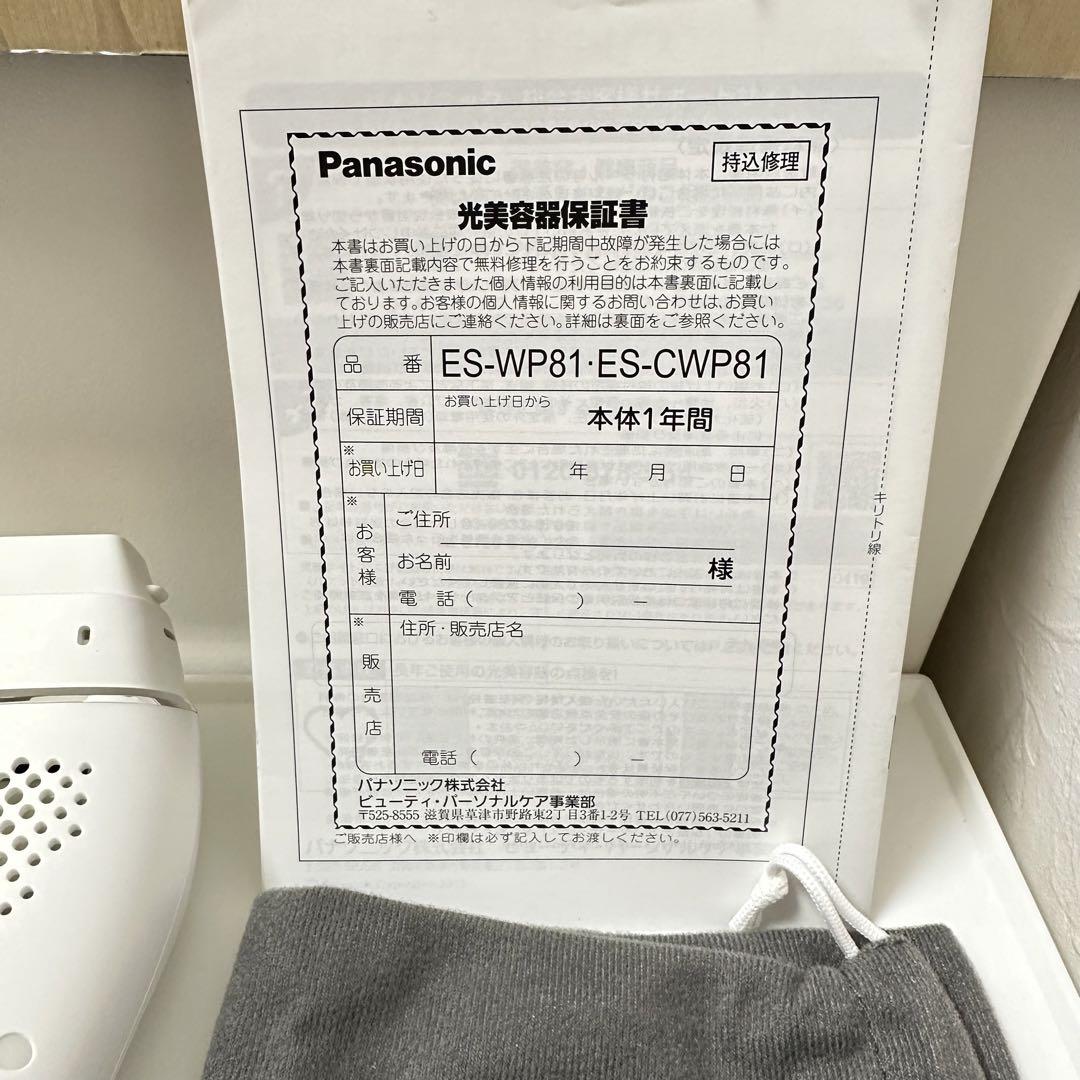 Panasonic
持込修理
光美容器保証書
本書はお買い上げの日から下記期間中故障が発生した場合には
本書裏面記載内容で無料修理を行うことをお約束するものです。
ご記入いただきました個人情報の利用目的は本書裏面に記載し
ております。お客様の個人情報に関するお問い合わせは、お買い
上げの販売店にご連絡ください。詳細は裏面をご参照ください。
品 番 ES-WP81・ES-CWP81
保証期間 お買い上げ日から 本体1年間
※お買い上げ日 年 月 日
※お客様
ご住所
お名前 様
電話( ) －
※販売店
住所・販売店名
電話( ) －
パナソニック株式会社
ビューティ・パーソナルケア事業部
〒525-8555 滋賀県草津市野路東2丁目3番1-2号 TEL(077)563-5211
ご販売店様へ ※印欄は必ず記入してお渡しください。
キリトリ線
長年ご使用の光美容器の点検を!